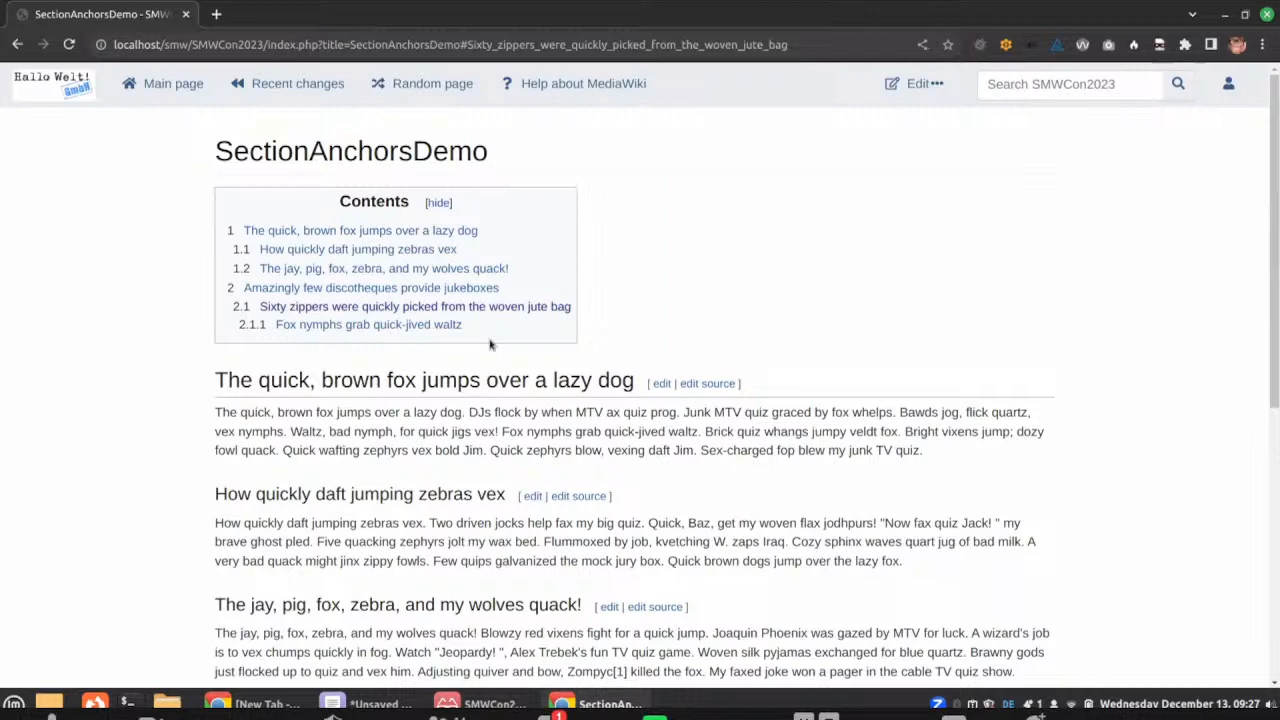 SectionAnchorsDemo - SMW
localhost/smw/SMWCon2023/index.php?title=SectionAnchorsDemo#Sixty_zippers_were_quickly_picked_from_the_woven_jute_bag
Hallo Welt!
GmbH
Main page
Recent changes
Random page
? Help about MediaWiki
Edit•••
Search SMWCon2023
SectionAnchorsDemo
Contents [hide]
1 The quick, brown fox jumps over a lazy dog
1.1 How quickly daft jumping zebras vex
1.2 The jay, pig, fox, zebra, and my wolves quack!
2 Amazingly few discotheques provide jukeboxes
2.1 Sixty zippers were quickly picked from the woven jute bag
2.1.1 Fox nymphs grab quick-jived waltz
The quick, brown fox jumps over a lazy dog [ edit | edit source ]
The quick, brown fox jumps over a lazy dog. DJs flock by when MTV ax quiz prog. Junk MTV quiz graced by fox whelps. Bawds jog, flick quartz,
vex nymphs. Waltz, bad nymph, for quick jigs vex! Fox nymphs grab quick-jived waltz. Brick quiz whangs jumpy veldt fox. Bright vixens jump; dozy
fowl quack. Quick wafting zephyrs vex bold Jim. Quick zephyrs blow, vexing daft Jim. Sex-charged fop blew my junk TV quiz.
How quickly daft jumping zebras vex [ edit | edit source ]
How quickly daft jumping zebras vex. Two driven jocks help fax my big quiz. Quick, Baz, get my woven flax jodhpurs! "Now fax quiz Jack! " my
brave ghost pled. Five quacking zephyrs jolt my wax bed. Flummoxed by job, kvetching W. zaps Iraq. Cozy sphinx waves quart jug of bad milk. A
very bad quack might jinx zippy fowls. Few quips galvanized the mock jury box. Quick brown dogs jump over the lazy fox.
The jay, pig, fox, zebra, and my wolves quack! [ edit | edit source ]
The jay, pig, fox, zebra, and my wolves quack! Blowzy red vixens fight for a quick jump. Joaquin Phoenix was gazed by MTV for luck. A wizard's job
is to vex chumps quickly in fog. Watch "Jeopardy! ", Alex Trebek's fun TV quiz game. Woven silk pyjamas exchanged for blue quartz. Brawny gods
just flocked up to quiz and vex him. Adjusting quiver and bow, Zompyc[1] killed the fox. My faxed joke won a pager in the cable TV quiz show.
[New Tab -...
*Unsaved ...
SMWCon2...
SectionAn...
DE
Wednesday December 13, 09:27